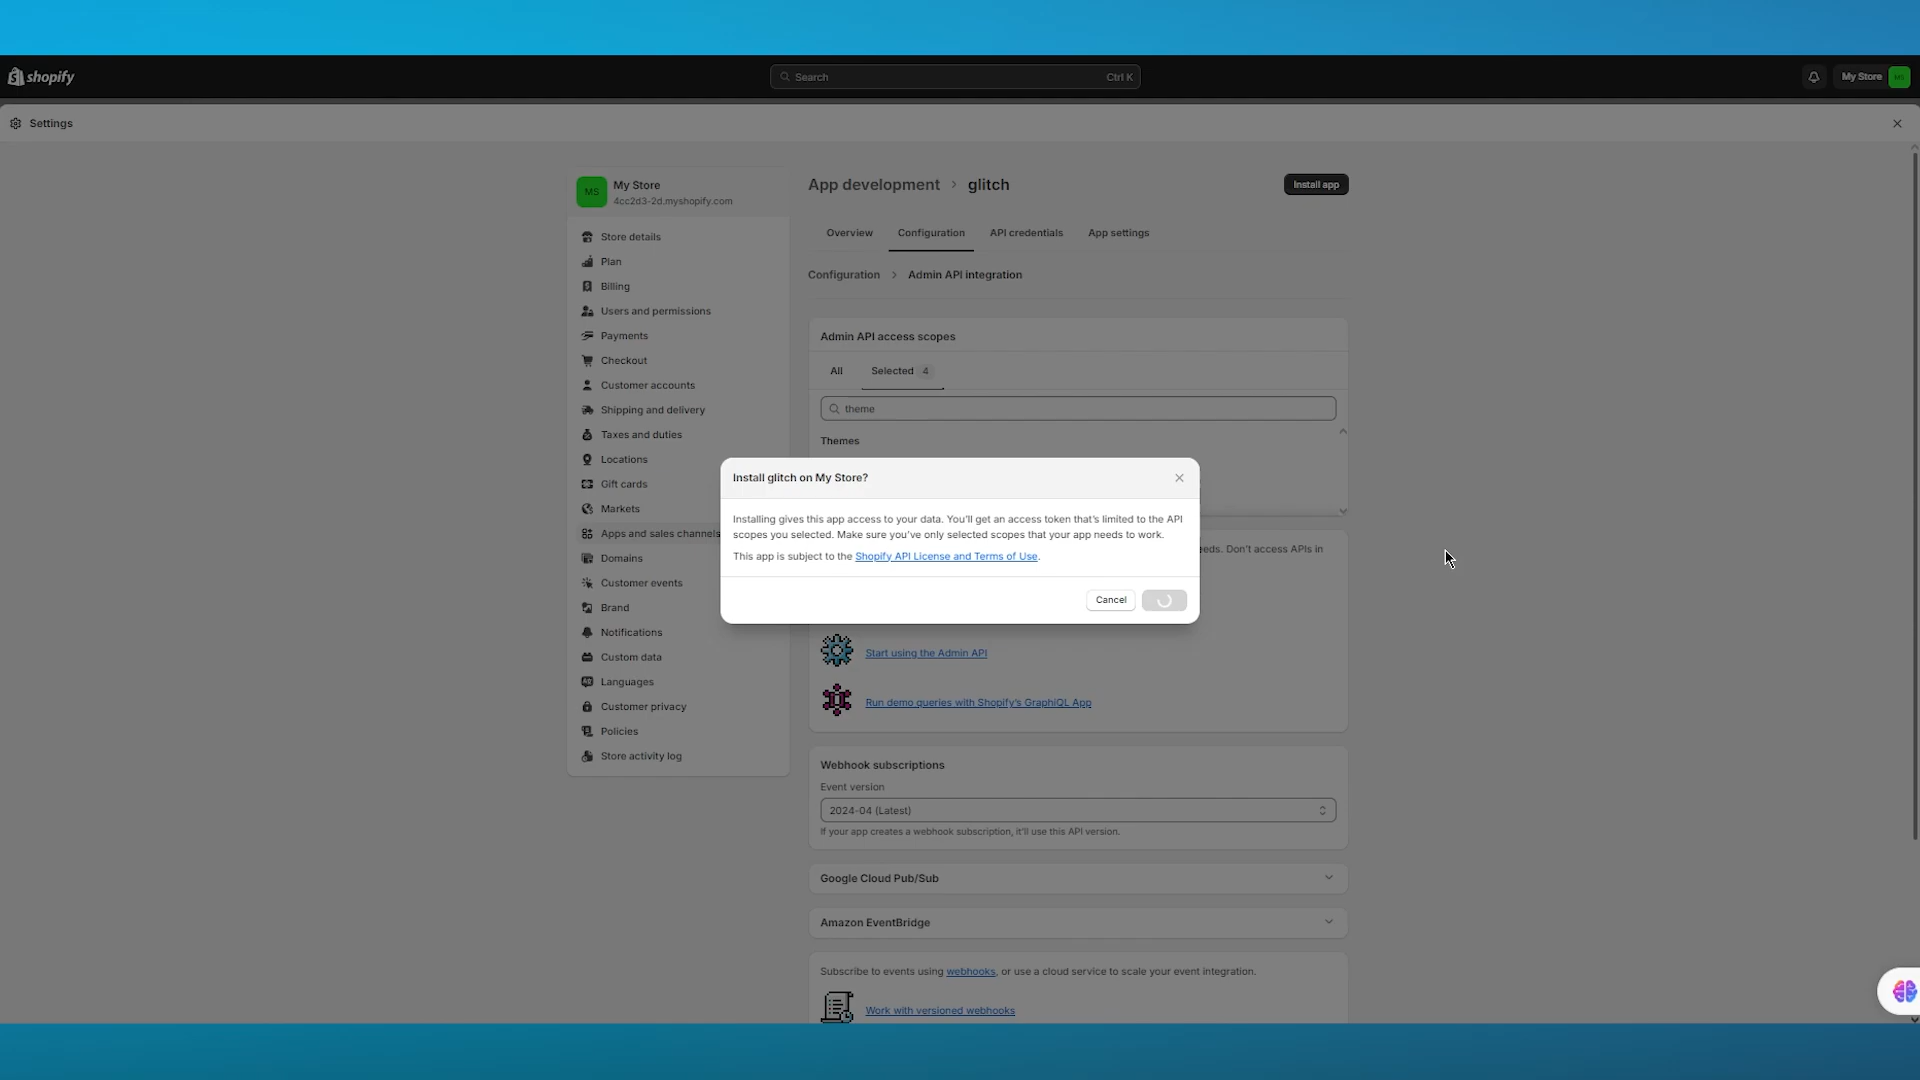 shopify
Search
Ctrl K
My Store
MS
Settings
MS
My Store
4cc2d3-2d.myshopify.com
Store details
Plan
Billing
Users and permissions
Payments
Checkout
Customer accounts
Shipping and delivery
Taxes and duties
Locations
Gift cards
Markets
Apps and sales channels
Domains
Customer events
Brand
Notifications
Custom data
Languages
Customer privacy
Policies
Store activity log
App development > glitch
Install app
Overview
Configuration
API credentials
App settings
Configuration > Admin API integration
Admin API access scopes
All
Selected 4
theme
Themes
Install glitch on My Store?
Installing gives this app access to your data. You'll get an access token that's limited to the API
scopes you selected. Make sure you've only selected scopes that your app needs to work.
This app is subject to the Shopify API License and Terms of Use.
Cancel
eeds. Don't access APIs in
Start using the Admin API
Run demo queries with Shopify's GraphiQL App
Webhook subscriptions
Event version
2024-04 (Latest)
If your app creates a webhook subscription, it'll use this API version.
Google Cloud Pub/Sub
Amazon EventBridge
Subscribe to events using webhooks, or use a cloud service to scale your event integration.
Work with versioned webhooks